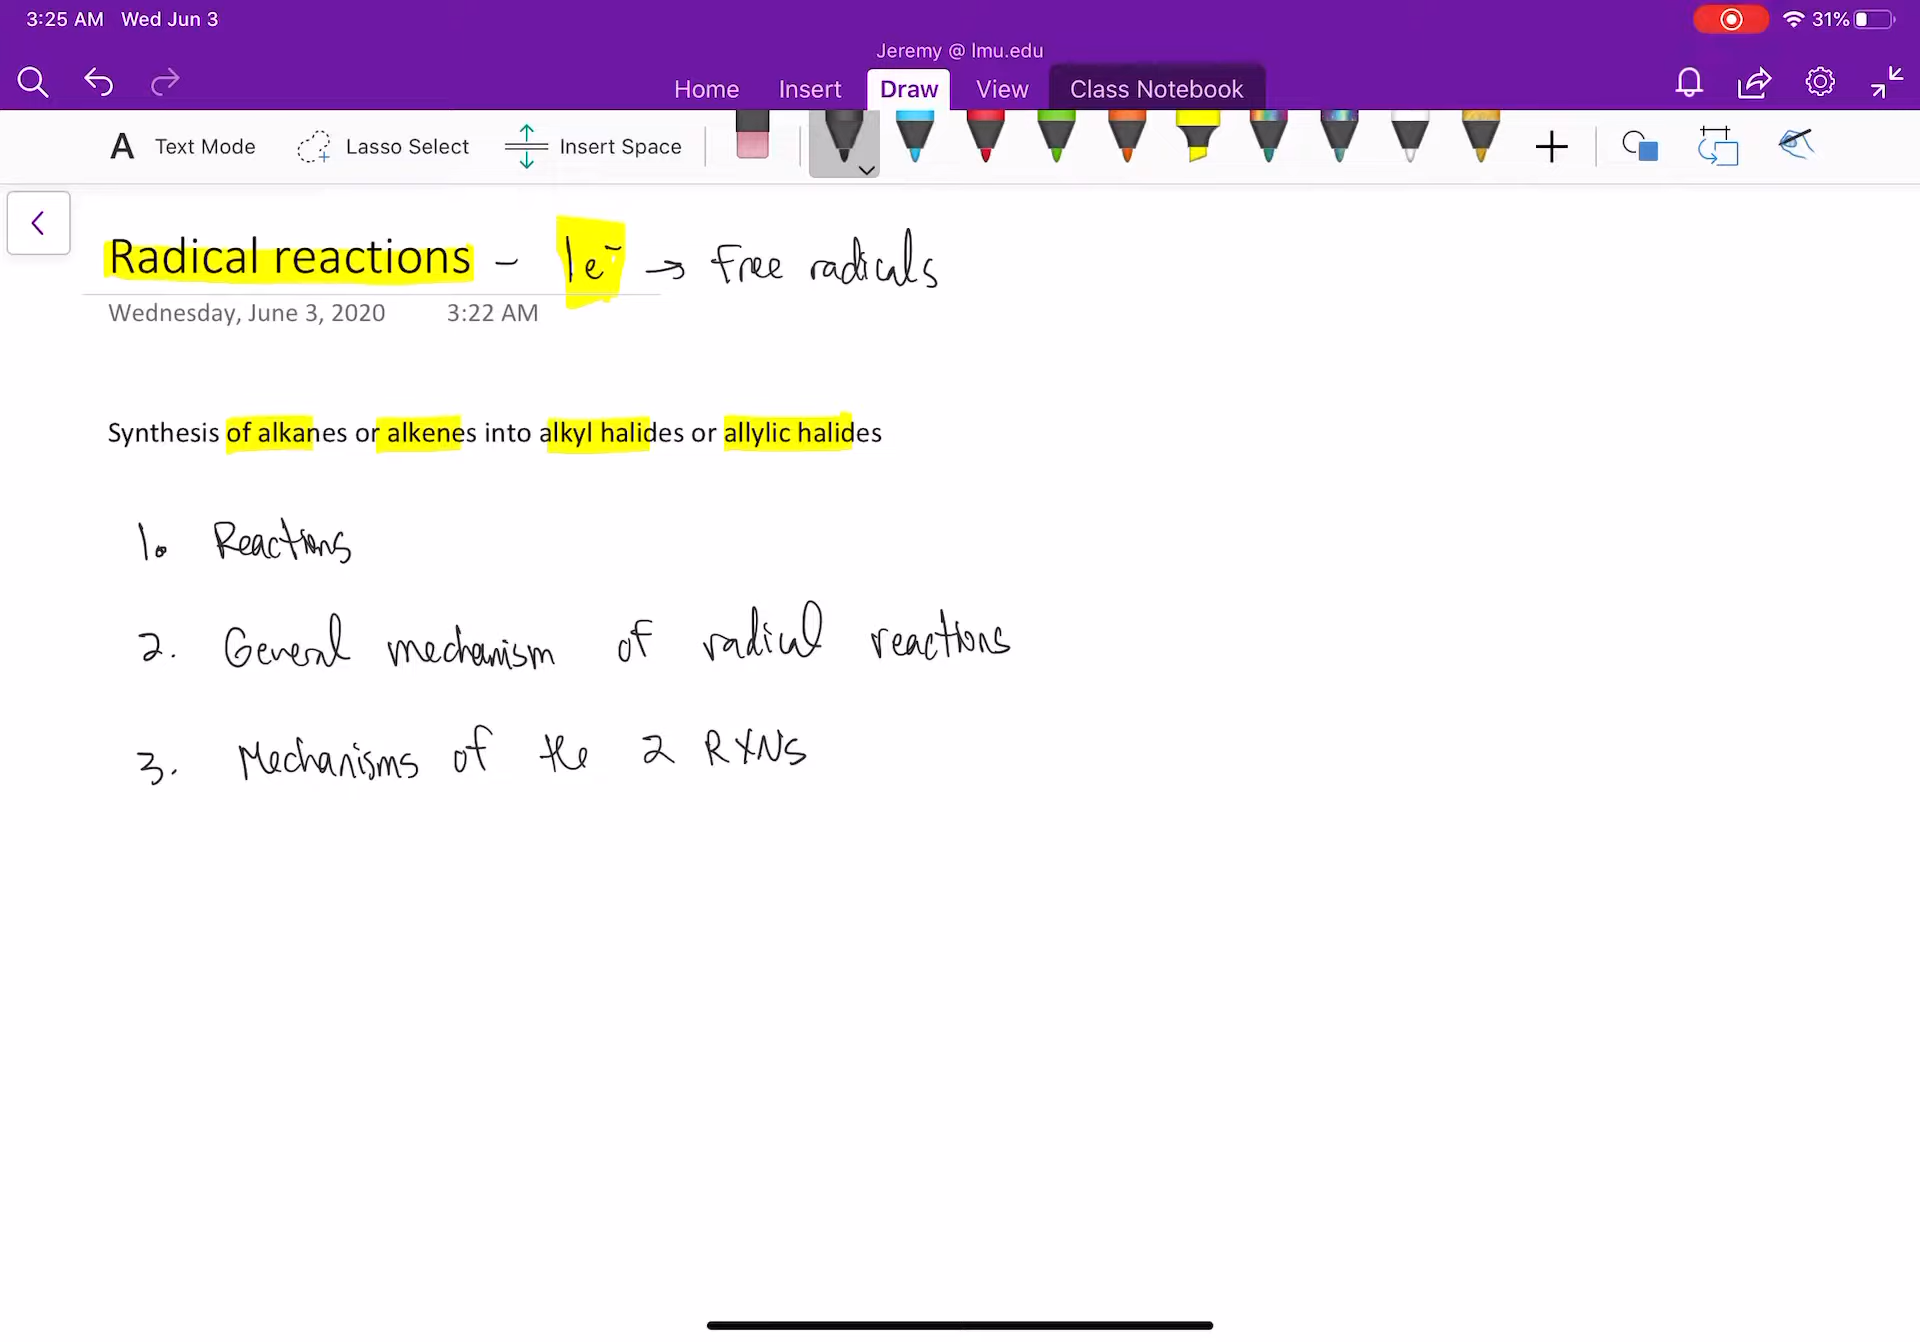 3:25 AM Wed Jun 3
31%
Jeremy @ lmu.edu
Home Insert Draw View Class Notebook
A Text Mode Lasso Select Insert Space
Radical reactions - 1e⁻ → Free radicals
Wednesday, June 3, 2020 3:22 AM
Synthesis of alkanes or alkenes into alkyl halides or allylic halides
1. Reactions
2. General mechanism of radical reactions
3. Mechanisms of the 2 RXNs